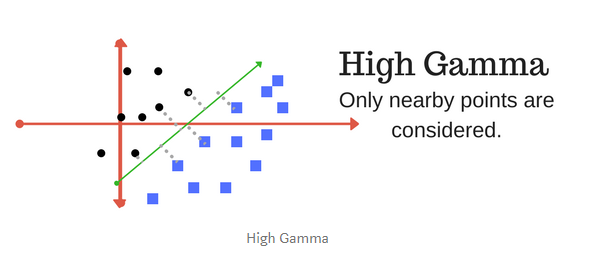 High Gamma
Only nearby points are
considered.
High Gamma